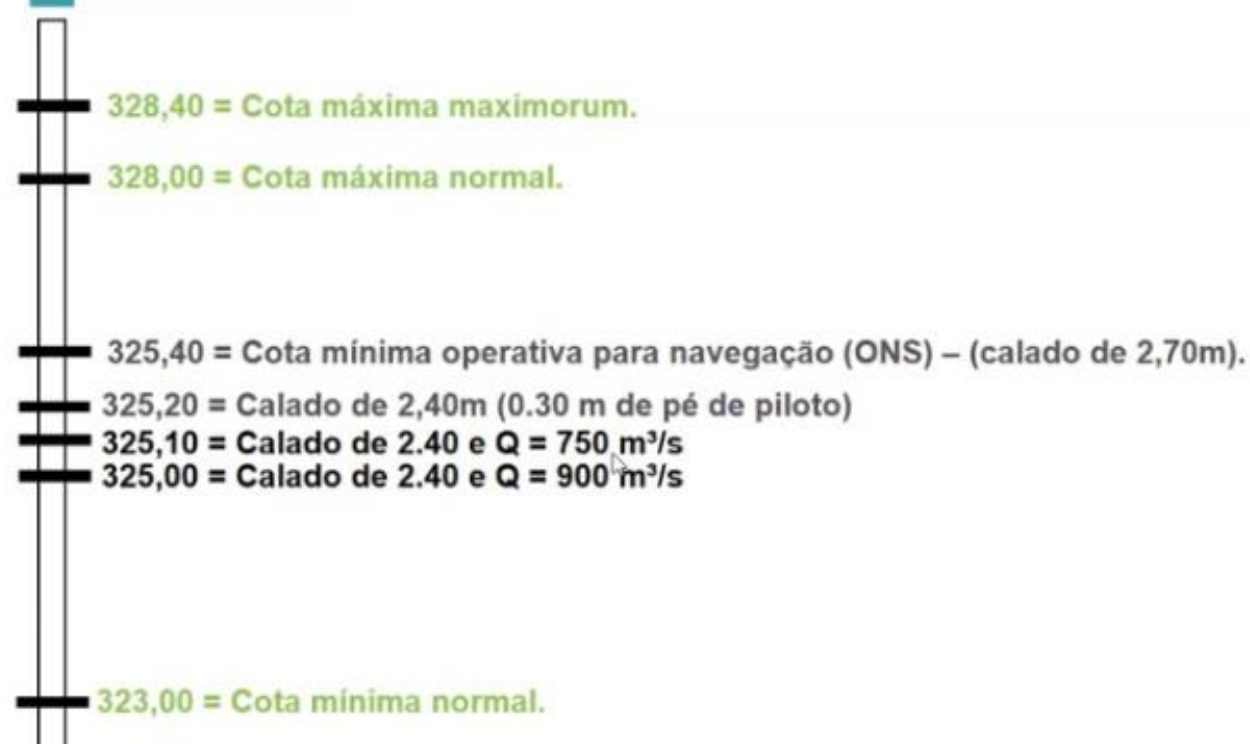 328,40 = Cota máxima maximorum.
328,00 = Cota máxima normal.
325,40 = Cota mínima operativa para navegação (ONS) – (calado de 2,70m).
325,20 = Calado de 2,40m (0.30 m de pé de piloto)
325,10 = Calado de 2.40 e Q = 750 m³/s
325,00 = Calado de 2.40 e Q = 900 m³/s
323,00 = Cota mínima normal.